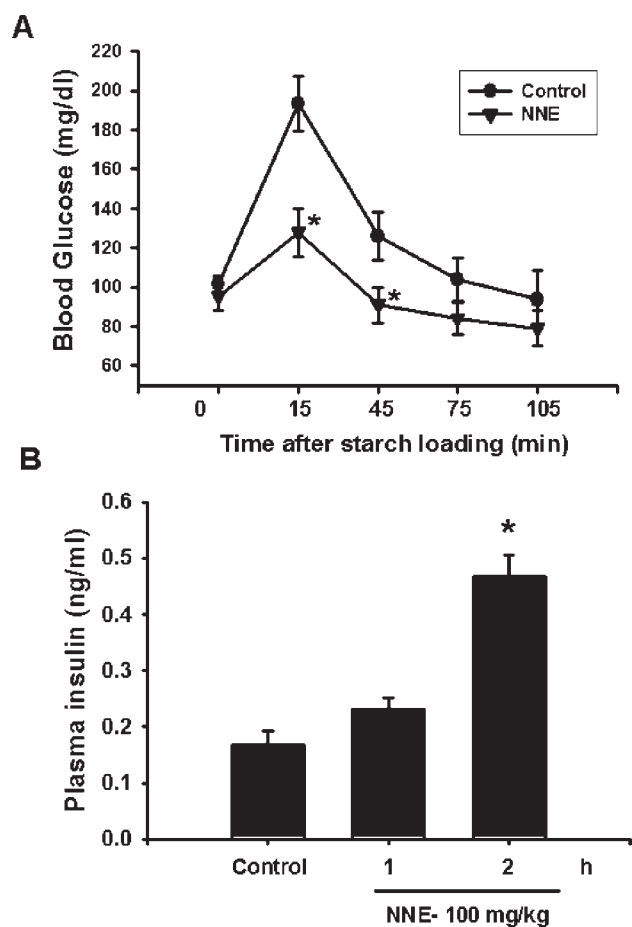 A
Blood Glucose (mg/dl)
220
200
180
160
140
120
100
80
60
Control
NNE
*
*
0 15 45 75 105
Time after starch loading (min)
B
Plasma insulin (ng/ml)
0.6
0.5
0.4
0.3
0.2
0.1
0.0
*
Control 1 2 h
NNE- 100 mg/kg